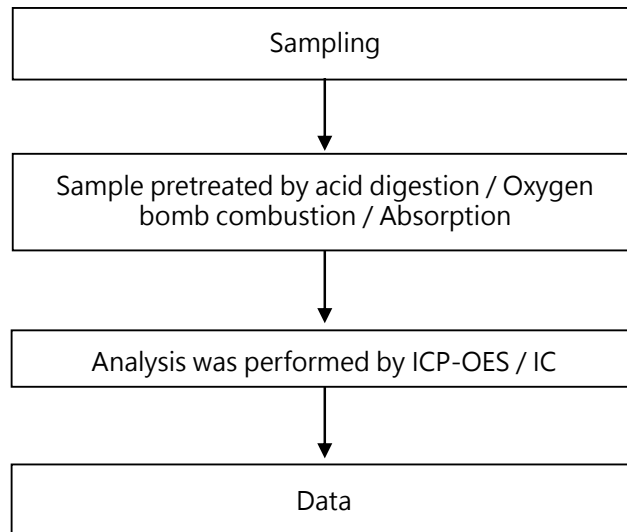 Sampling
Sample pretreated by acid digestion / Oxygen
bomb combustion / Absorption
Analysis was performed by ICP-OES / IC
Data